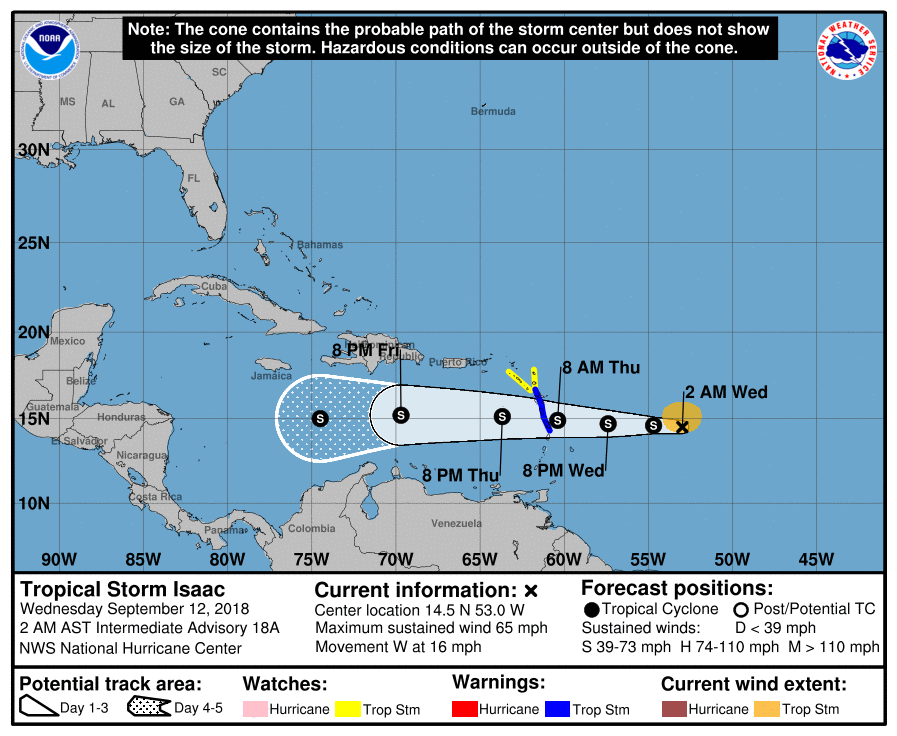 Note: The cone contains the probable path of the storm center but does not show
the size of the storm. Hazardous conditions can occur outside of the cone.
NOAA
NATIONAL WEATHER SERVICE
SC
MS
AL
GA
Bermuda
30N
FL
25N
Bahamas
Cuba
20N
Mexico
8 PM Fri
Puerto Rico
8 AM Thu
Jamaica
Belize
2 AM Wed
Guatemala
Honduras
15N
S
S
S
S
S
S
El Salvador
Nicaragua
8 PM Thu
8 PM Wed
Costa Rica
10N
Panama
Colombia
Venezuela
90W 85W 80W 75W 70W 65W 60W 55W 50W 45W
Tropical Storm Isaac
Wednesday September 12, 2018
2 AM AST Intermediate Advisory 18A
NWS National Hurricane Center
Current information:
Center location 14.5 N 53.0 W
Maximum sustained wind 65 mph
Movement W at 16 mph
Forecast positions:
Tropical Cyclone Post/Potential TC
Sustained winds: D < 39 mph
S 39-73 mph H 74-110 mph M > 110 mph
Potential track area:
Day 1-3 Day 4-5
Watches:
Hurricane Trop Stm
Warnings:
Hurricane Trop Stm
Current wind extent:
Hurricane Trop Stm